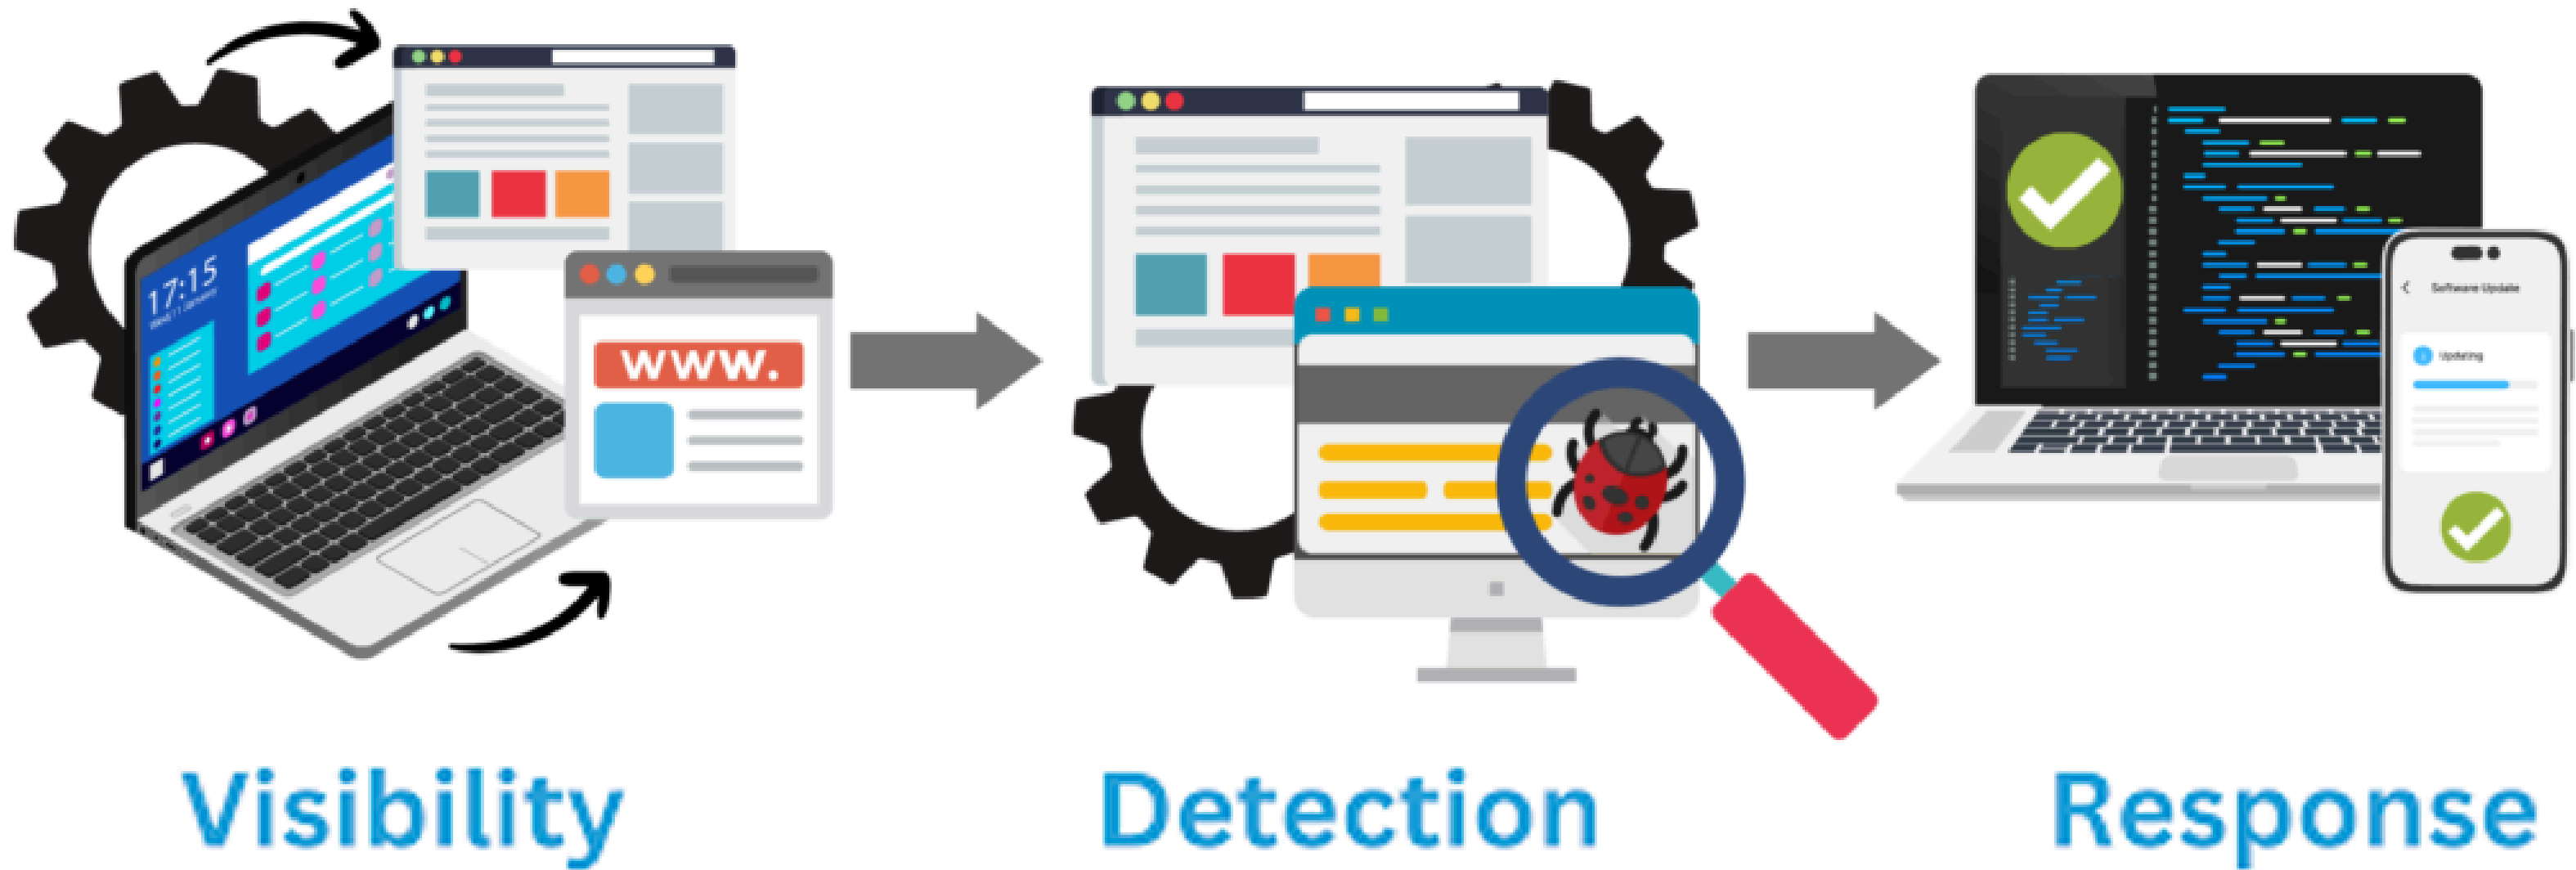 17:15
www.
Software Update
Updating
Visibility
Detection
Response